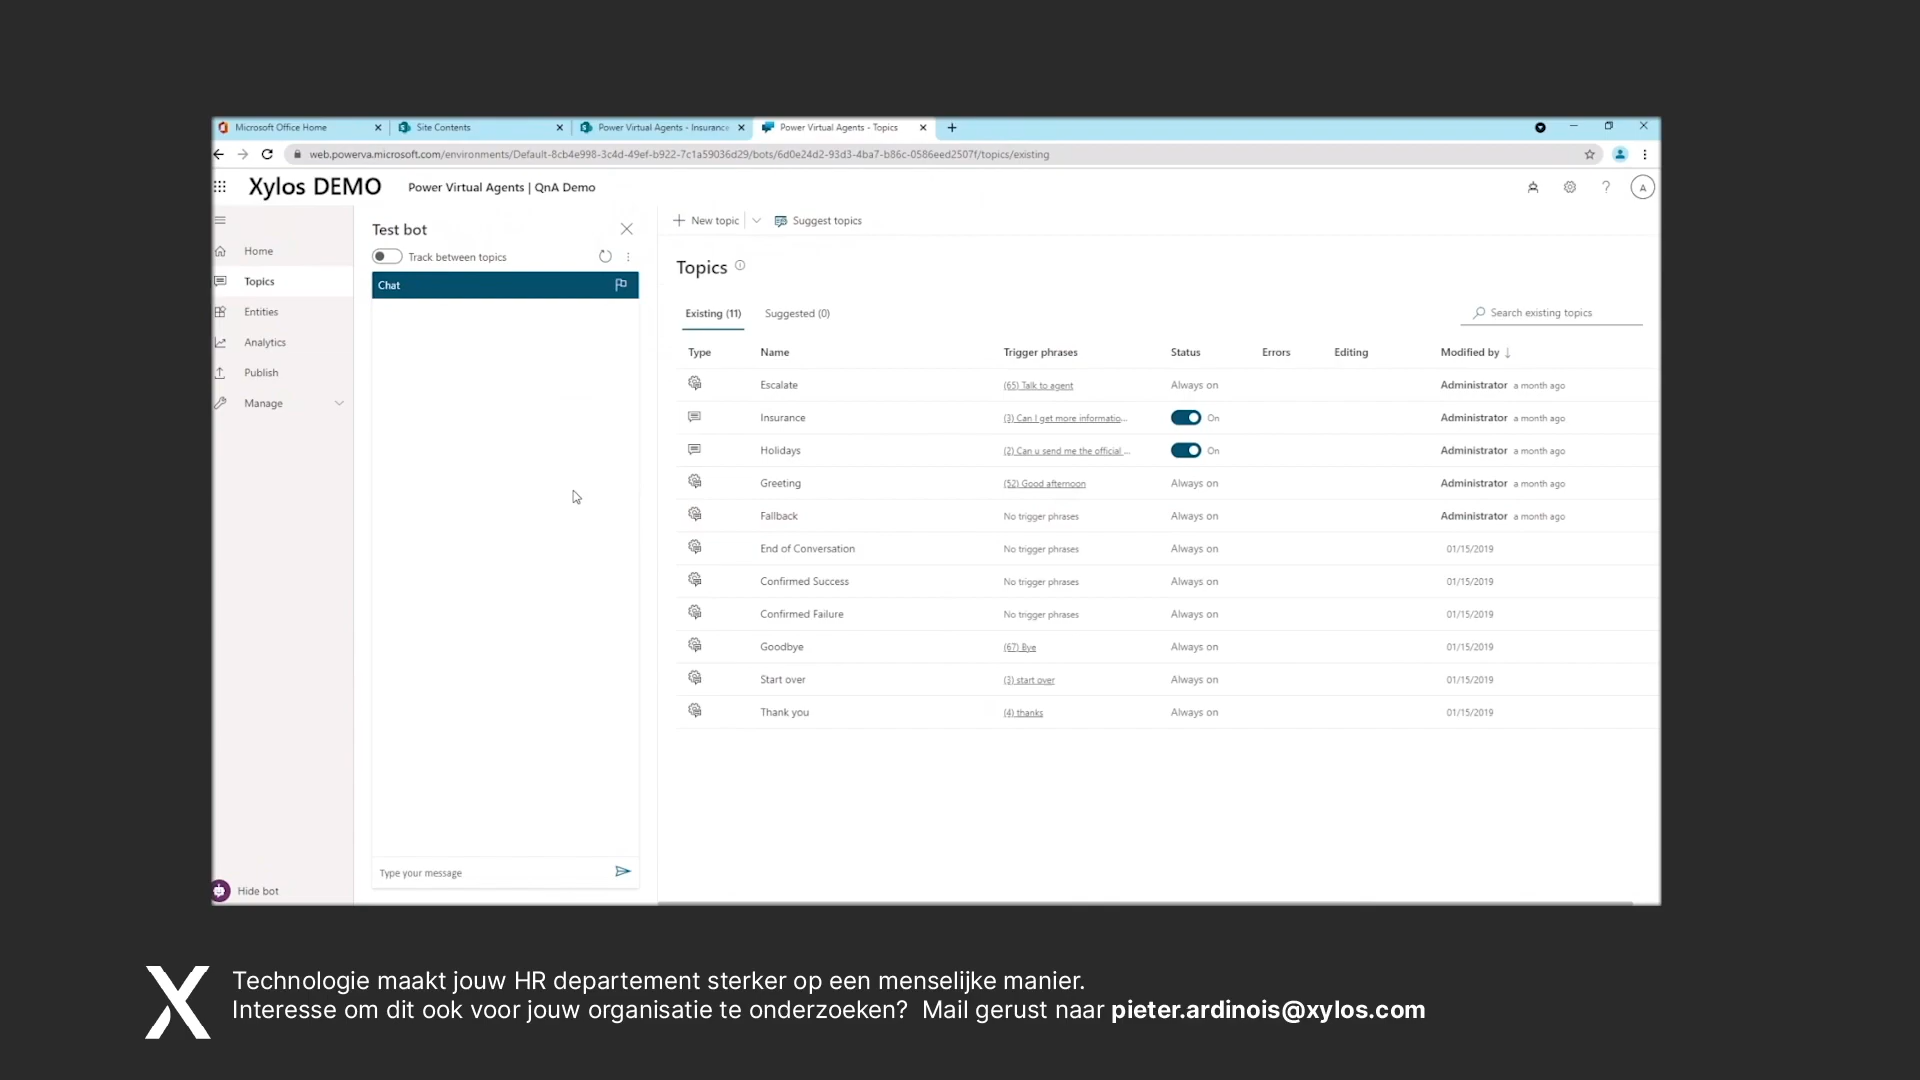 Microsoft Office Home
Site Contents
Power Virtual Agents - Insurance
Power Virtual Agents - Topics
web.powerva.microsoft.com/environments/Default-8cb4e998-3c4d-49ef-b922-7c1a59036d29/bots/6d0e24d2-93d3-4ba7-b86c-0586eed2507f/topics/existing
Xylos DEMO
Power Virtual Agents | QnA Demo
A
Home
Topics
Entities
Analytics
Publish
Manage
Hide bot
Test bot
Track between topics
Chat
Type your message
New topic
Suggest topics
Topics
Existing (11)
Suggested (0)
Search existing topics
Type Name Trigger phrases Status Errors Editing Modified by
Escalate (65) Talk to agent Always on Administrator a month ago
Insurance (3) Can I get more informatio... On Administrator a month ago
Holidays (2) Can u send me the official ... On Administrator a month ago
Greeting (52) Good afternoon Always on Administrator a month ago
Fallback No trigger phrases Always on Administrator a month ago
End of Conversation No trigger phrases Always on 01/15/2019
Confirmed Success No trigger phrases Always on 01/15/2019
Confirmed Failure No trigger phrases Always on 01/15/2019
Goodbye (67) Bye Always on 01/15/2019
Start over (3) start over Always on 01/15/2019
Thank you (4) thanks Always on 01/15/2019
X
Technologie maakt jouw HR departement sterker op een menselijke manier.
Interesse om dit ook voor jouw organisatie te onderzoeken? Mail gerust naar pieter.ardinois@xylos.com